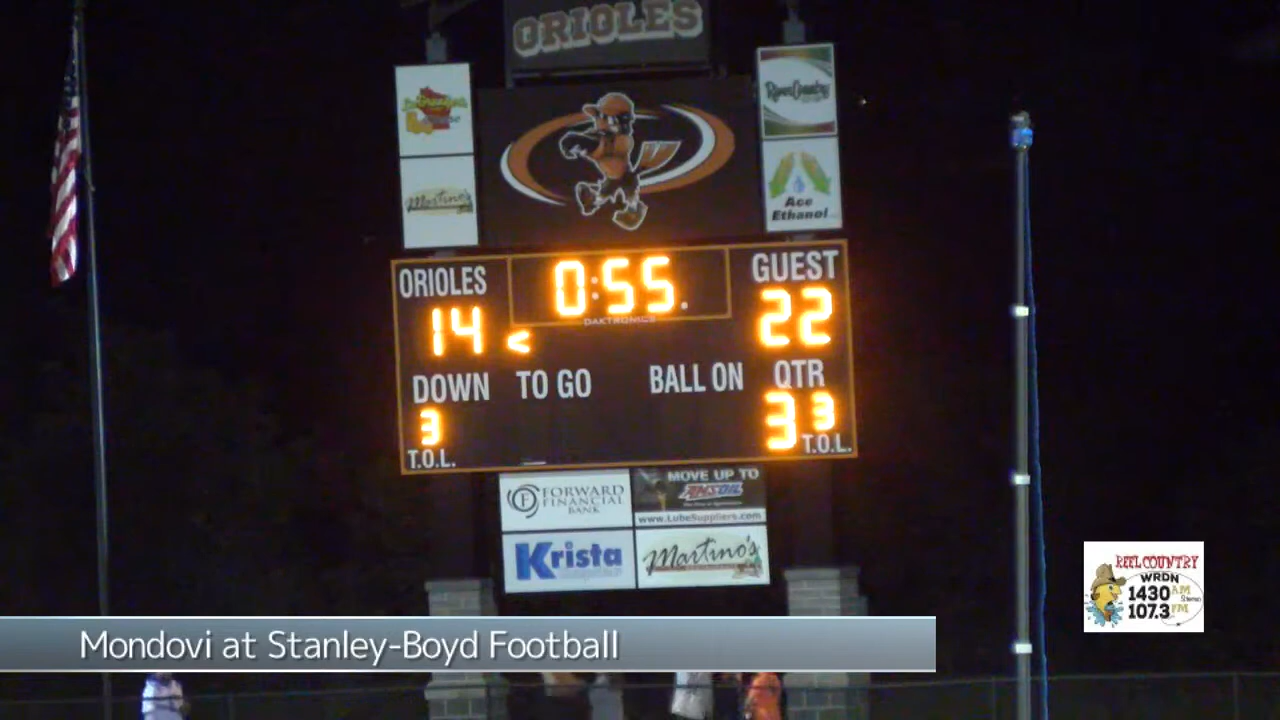 ORIOLES
Martino's
River Country
Ace
Ethanol
ORIOLES
0:55
GUEST
14
<
22
DAKTRONICS
DOWN
TO GO
BALL ON
QTR
3
3
3
T.O.L.
T.O.L.
FORWARD
FINANCIAL
BANK
MOVE UP TO
AMSOIL
www.LubeSuppliers.com
Krista
Martino's
REEL COUNTRY
WRDN
1430 AM
107.3 FM
Mondovi at Stanley-Boyd Football